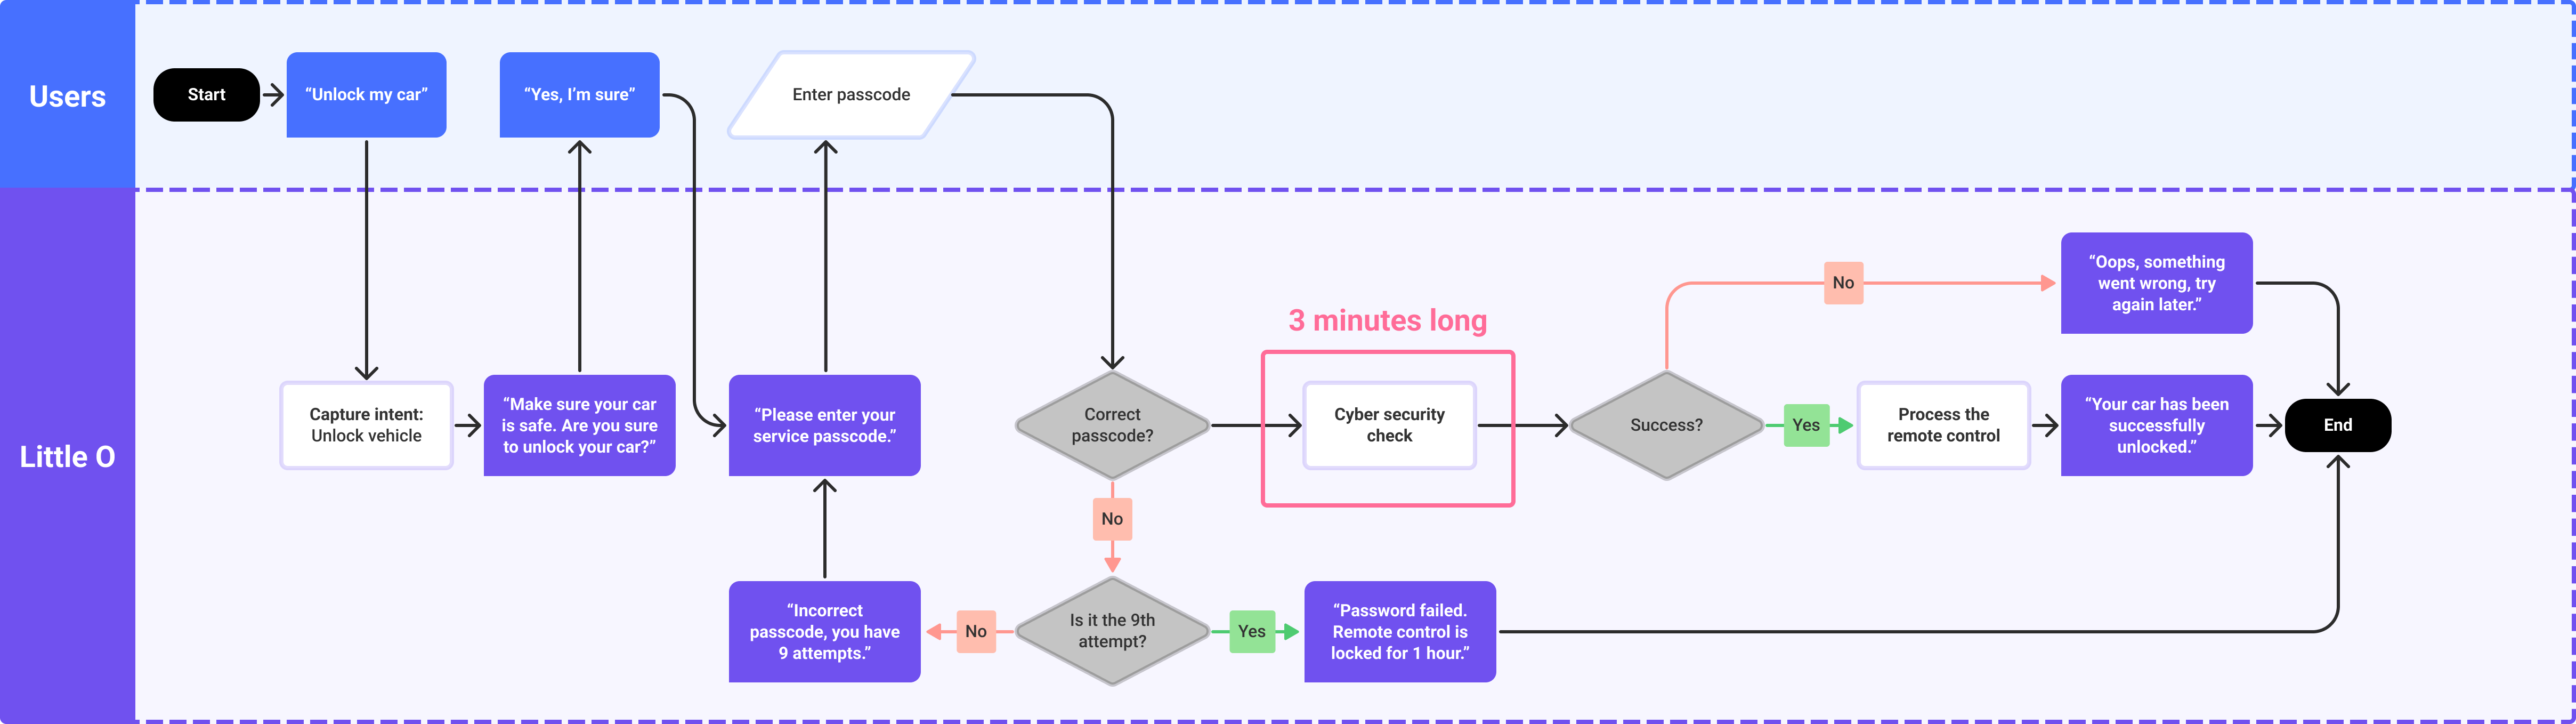 Users
Start
“Unlock my car”
“Yes, I’m sure”
Enter passcode
Little O
Capture intent:
Unlock vehicle
“Make sure your car
is safe. Are you sure
to unlock your car?”
“Please enter your
service passcode.”
Correct
passcode?
3 minutes long
Cyber security
check
Success?
No
“Oops, something
went wrong, try
again later.”
Yes
Process the
remote control
“Your car has been
successfully
unlocked.”
End
No
Is it the 9th
attempt?
No
“Incorrect
passcode, you have
9 attempts.”
Yes
“Password failed.
Remote control is
locked for 1 hour.”